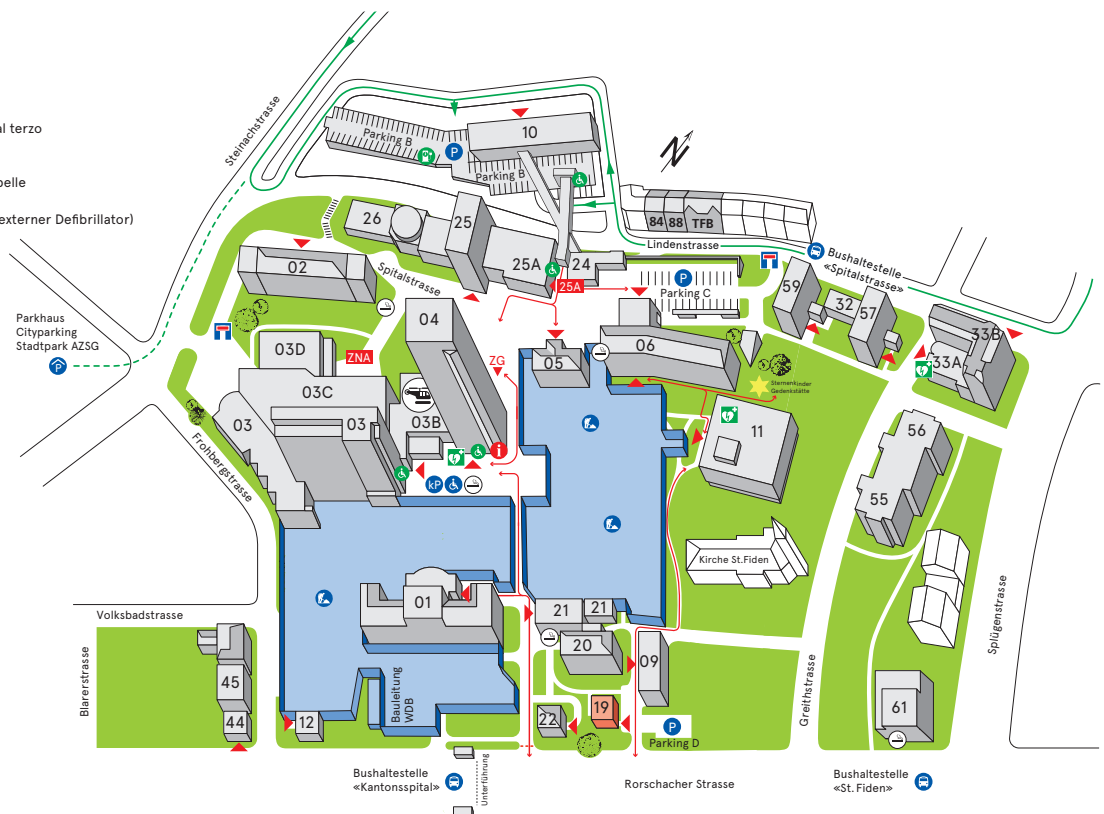 al terzo
pelle
externer Defibrillator)
Steinachstrasse
Parking B
P
10
Parking B
N
84 88 TFB
Lindenstrasse
Bushaltestelle
«Spitalstrasse»
26
25
25A
24
25A
P
Parking C
02
Spitalstrasse
59
32
57
33B
33A
Parkhaus
Cityparking
Stadtpark AZSG
P
04
03D
ZNA
ZG
05
06
Sternenkinder
Gedenkstätte
03C
03
03
03B
i
kP
11
56
55
Frohbergstrasse
Kirche St.Fiden
Volksbadstrasse
01
21
21
20
09
Blarerstrasse
45
44
12
Bauleitung
WDB
22
19
P
Parking D
Greithstrasse
Splügenstrasse
61
Bushaltestelle
«Kantonsspital»
Unterführung
Rorschacher Strasse
Bushaltestelle
«St. Fiden»